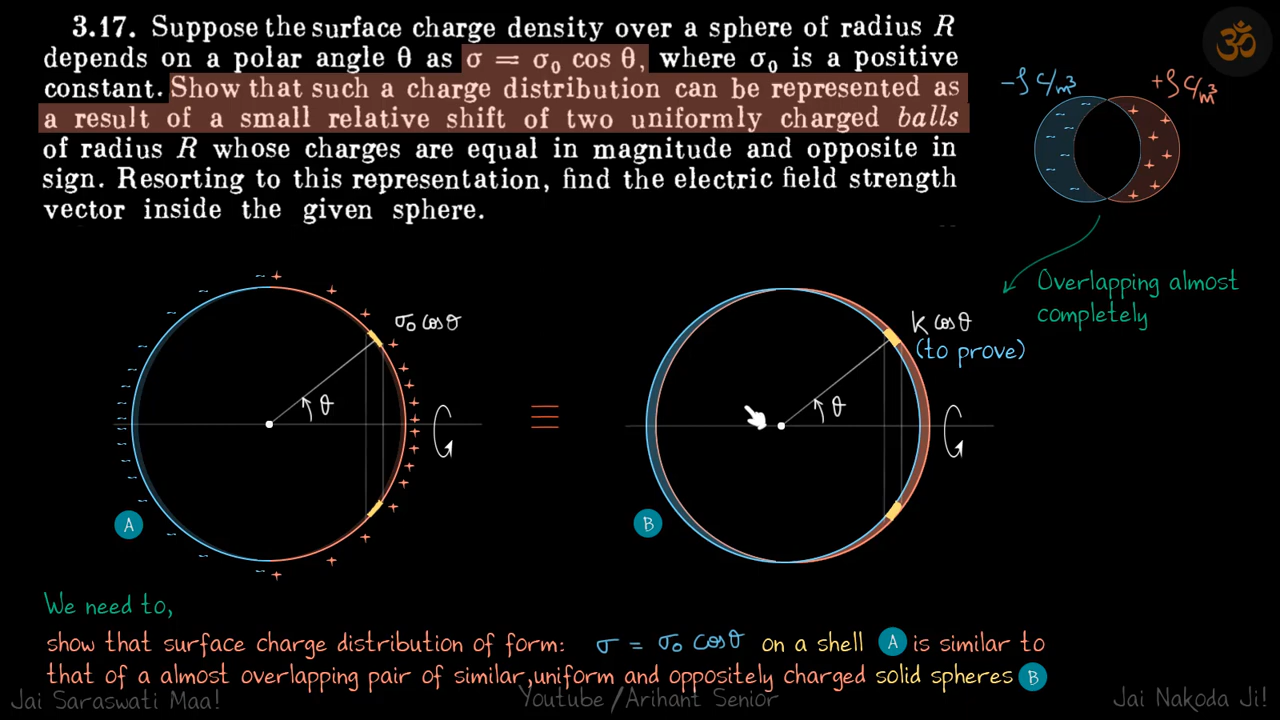 3.17. Suppose the surface charge density over a sphere of radius R
depends on a polar angle θ as σ = σ₀ cos θ, where σ₀ is a positive
constant. Show that such a charge distribution can be represented as
a result of a small relative shift of two uniformly charged balls
of radius R whose charges are equal in magnitude and opposite in
sign. Resorting to this representation, find the electric field strength
vector inside the given sphere.
ॐ
-ρ C/m³
+ρ C/m³
Overlapping almost
completely
σ₀ cosθ
θ
A
≡
k cosθ
(to prove)
θ
B
We need to,
show that surface charge distribution of form: σ = σ₀ cosθ on a shell A is similar to
that of a almost overlapping pair of similar,uniform and oppositely charged solid spheres B
Jai Saraswati Maa!
Youtube /Arihant Senior
Jai Nakoda Ji!